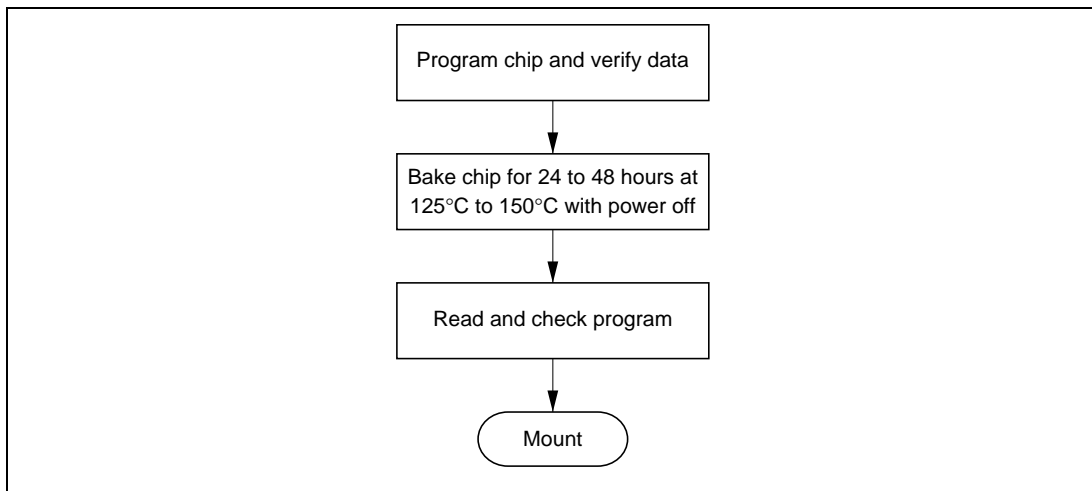 Program chip and verify data
Bake chip for 24 to 48 hours at
125°C to 150°C with power off
Read and check program
Mount